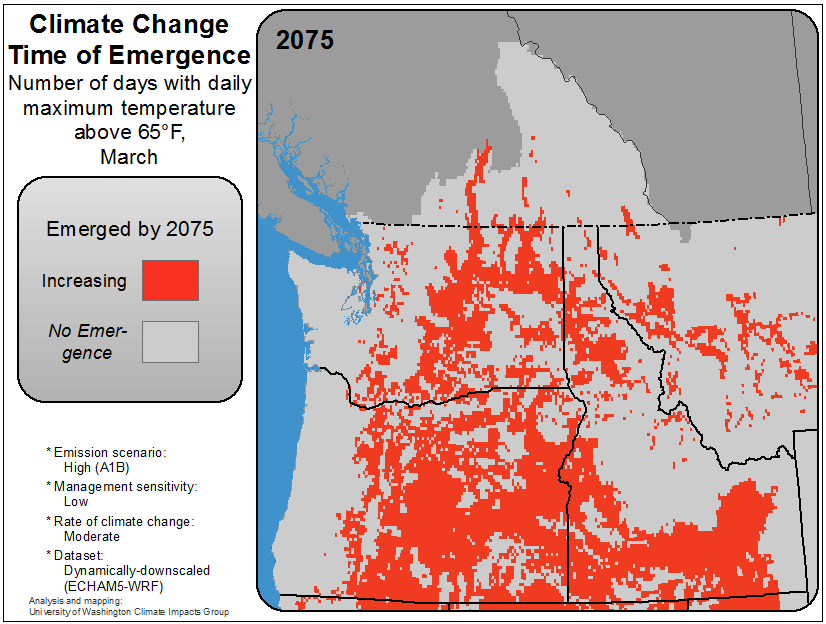 Climate Change
Time of Emergence
Number of days with daily
maximum temperature
above 65°F,
March
2075
Emerged by 2075
Increasing
No Emer-
gence
* Emission scenario:
High (A1B)
* Management sensitivity:
Low
* Rate of climate change:
Moderate
* Dataset:
Dynamically-downscaled
(ECHAM5-WRF)
Analysis and mapping:
University of Washington Climate Impacts Group